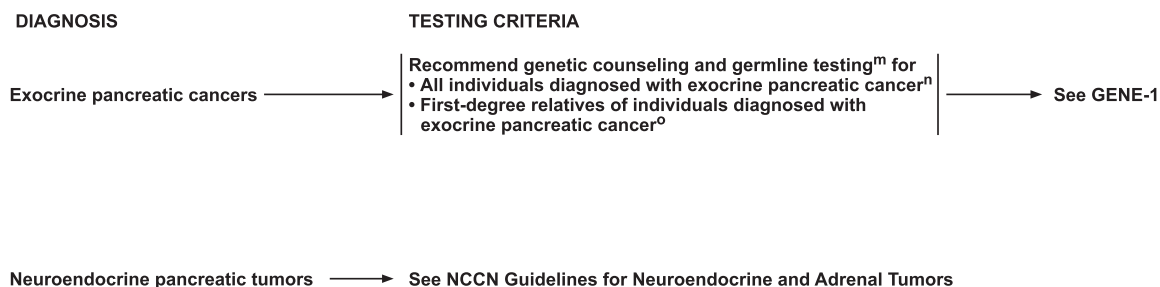 DIAGNOSIS
TESTING CRITERIA
Exocrine pancreatic cancers
Recommend genetic counseling and germline testingᵐ for
• All individuals diagnosed with exocrine pancreatic cancerⁿ
• First-degree relatives of individuals diagnosed with
exocrine pancreatic cancerᵒ
See GENE-1
Neuroendocrine pancreatic tumors
See NCCN Guidelines for Neuroendocrine and Adrenal Tumors